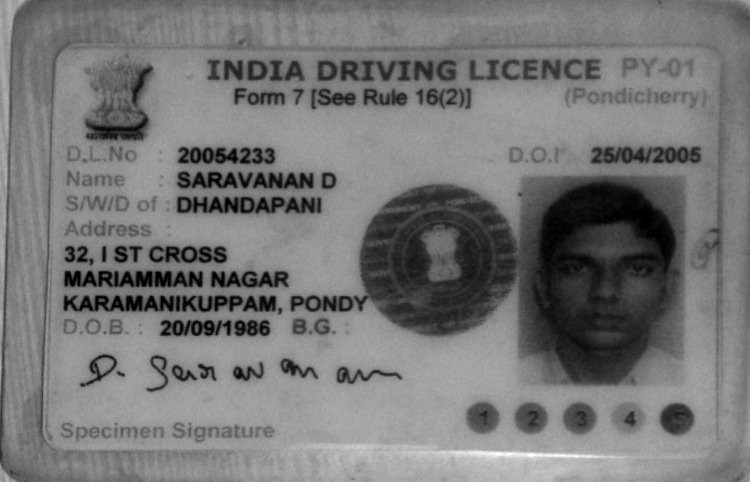 INDIA DRIVING LICENCE PY-01
Form 7 [See Rule 16(2)] (Pondicherry)
D.L.No : 20054233 D.O.I 25/04/2005
Name : SARAVANAN D
S/W/D of : DHANDAPANI
Address :
32, I ST CROSS
MARIAMMAN NAGAR
KARAMANIKUPPAM, PONDY
D.O.B. : 20/09/1986 B.G. :
D. Saravanan
Specimen Signature
1 2 3 4 5